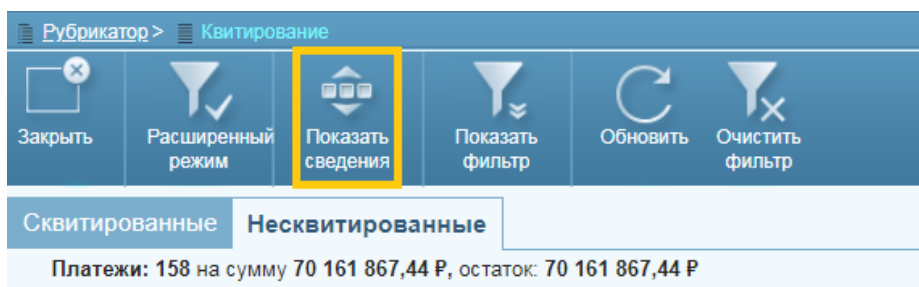 Рубрикатор > Квитирование
Закрыть
Расширенный
режим
Показать
сведения
Показать
фильтр
Обновить
Очистить
фильтр
Сквитированные Несквитированные
Платежи: 158 на сумму 70 161 867,44 ₽, остаток: 70 161 867,44 ₽